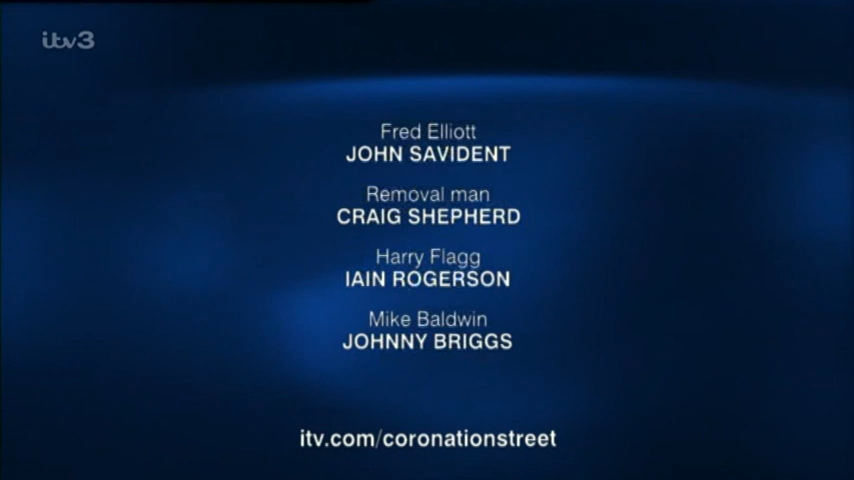 itv3
Fred Elliott
JOHN SAVIDENT
Removal man
CRAIG SHEPHERD
Harry Flagg
IAIN ROGERSON
Mike Baldwin
JOHNNY BRIGGS
itv.com/coronationstreet